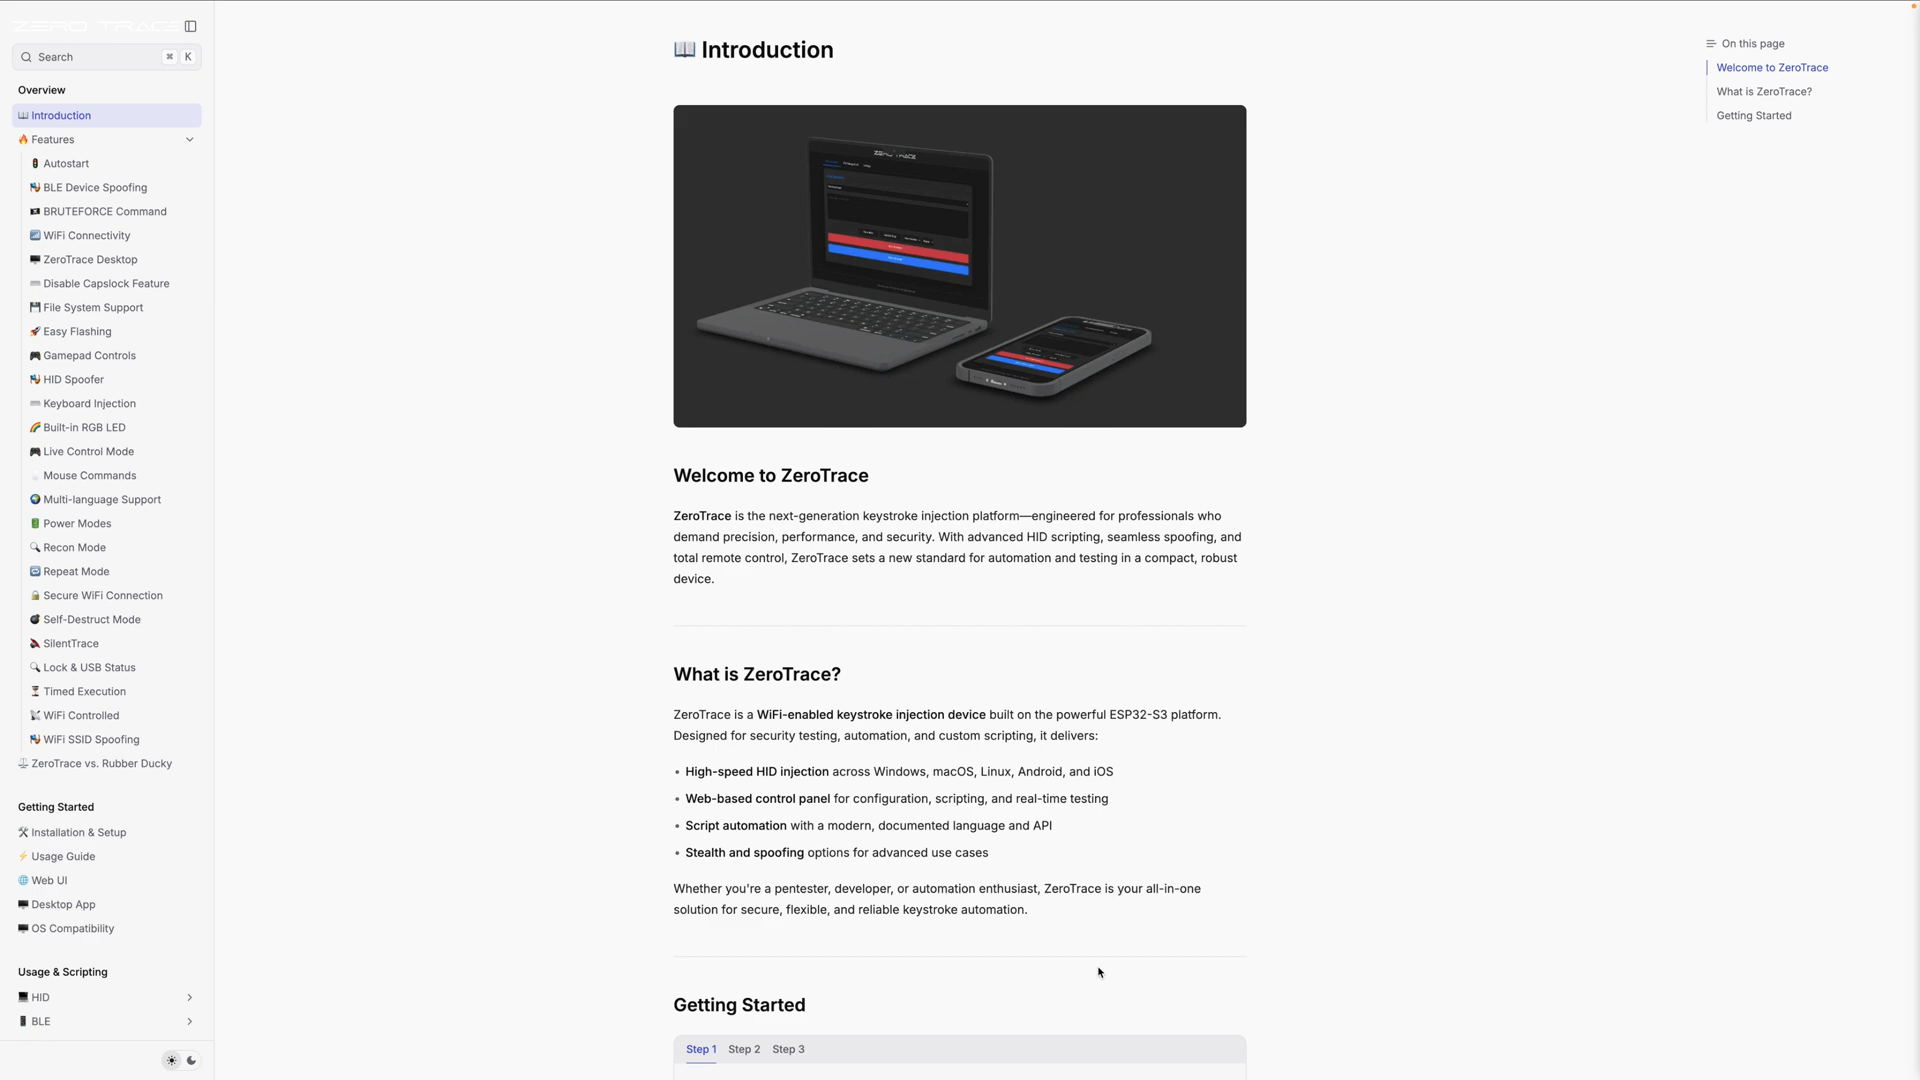 ZERO TRACE
Search
⌘ K
Overview
Introduction
Features
Autostart
BLE Device Spoofing
BRUTEFORCE Command
WiFi Connectivity
ZeroTrace Desktop
Disable Capslock Feature
File System Support
Easy Flashing
Gamepad Controls
HID Spoofer
Keyboard Injection
Built-in RGB LED
Live Control Mode
Mouse Commands
Multi-language Support
Power Modes
Recon Mode
Repeat Mode
Secure WiFi Connection
Self-Destruct Mode
SilentTrace
Lock & USB Status
Timed Execution
WiFi Controlled
WiFi SSID Spoofing
ZeroTrace vs. Rubber Ducky
Getting Started
Installation & Setup
Usage Guide
Web UI
Desktop App
OS Compatibility
Usage & Scripting
HID
BLE
Introduction
ZERO TRACE
Welcome to ZeroTrace
ZeroTrace is the next-generation keystroke injection platform—engineered for professionals who
demand precision, performance, and security. With advanced HID scripting, seamless spoofing, and
total remote control, ZeroTrace sets a new standard for automation and testing in a compact, robust
device.
What is ZeroTrace?
ZeroTrace is a WiFi-enabled keystroke injection device built on the powerful ESP32-S3 platform.
Designed for security testing, automation, and custom scripting, it delivers:
• High-speed HID injection across Windows, macOS, Linux, Android, and iOS
• Web-based control panel for configuration, scripting, and real-time testing
• Script automation with a modern, documented language and API
• Stealth and spoofing options for advanced use cases
Whether you're a pentester, developer, or automation enthusiast, ZeroTrace is your all-in-one
solution for secure, flexible, and reliable keystroke automation.
Getting Started
Step 1 Step 2 Step 3
On this page
Welcome to ZeroTrace
What is ZeroTrace?
Getting Started